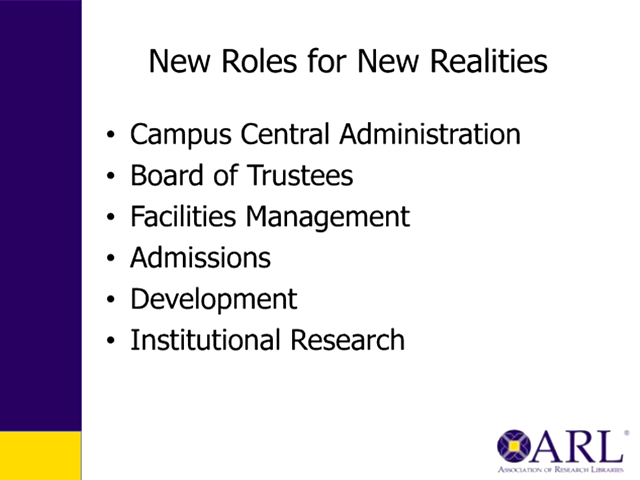 New Roles for New Realities
• Campus Central Administration
• Board of Trustees
• Facilities Management
• Admissions
• Development
• Institutional Research
ARL®
ASSOCIATION OF RESEARCH LIBRARIES